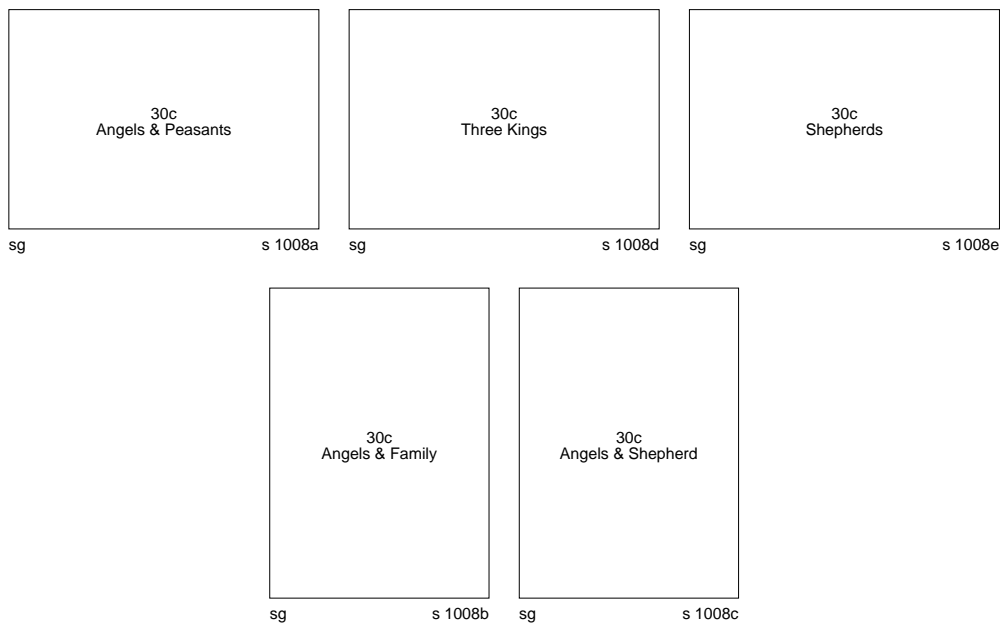 30c
Angels & Peasants
sg s 1008a
30c
Three Kings
sg s 1008d
30c
Shepherds
sg s 1008e
30c
Angels & Family
sg s 1008b
30c
Angels & Shepherd
sg s 1008c